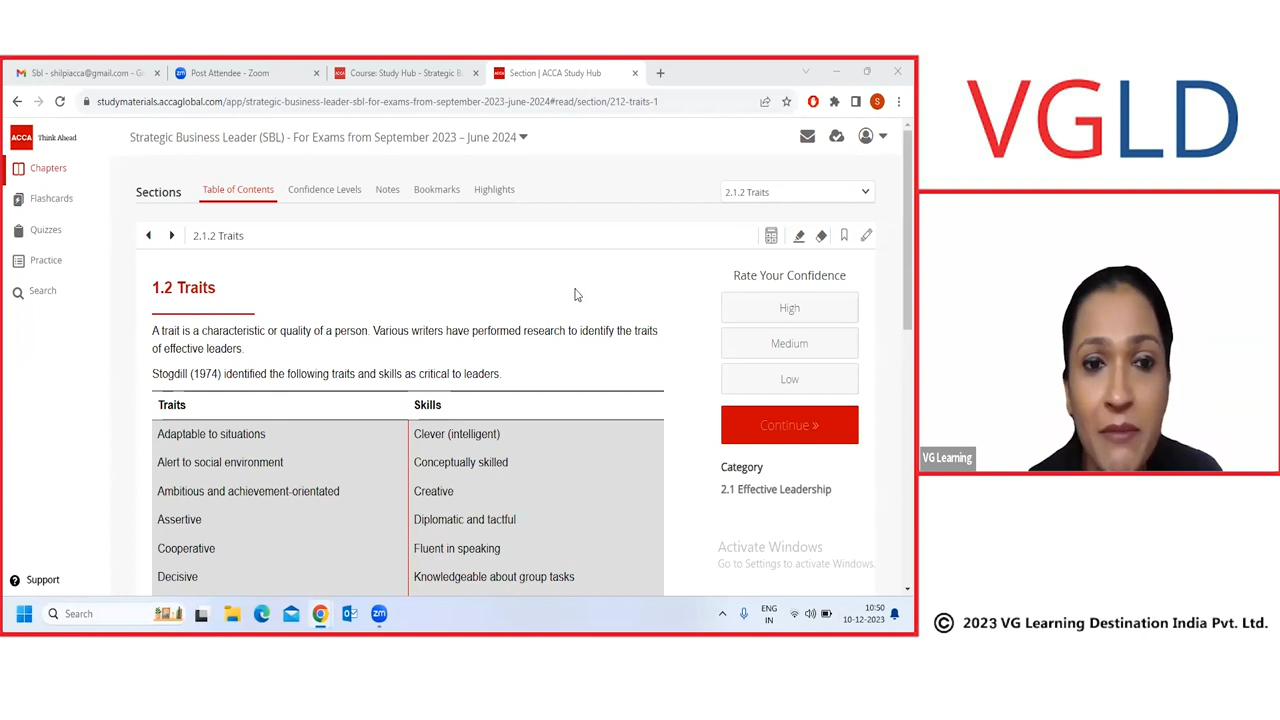 Sbl - shilpiacca@gmail.com - G
Post Attendee - Zoom
Course: Study Hub - Strategic B
Section | ACCA Study Hub
studymaterials.accaglobal.com/app/strategic-business-leader-sbl-for-exams-from-september-2023-june-2024#read/section/212-traits-1
S
ACCA
Think Ahead
Strategic Business Leader (SBL) - For Exams from September 2023 – June 2024
Chapters
Flashcards
Quizzes
Practice
Search
Support
Sections
Table of Contents
Confidence Levels
Notes
Bookmarks
Highlights
2.1.2 Traits
2.1.2 Traits
1.2 Traits
A trait is a characteristic or quality of a person. Various writers have performed research to identify the traits
of effective leaders.
Stogdill (1974) identified the following traits and skills as critical to leaders.
Traits Skills
Adaptable to situations Clever (intelligent)
Alert to social environment Conceptually skilled
Ambitious and achievement-orientated Creative
Assertive Diplomatic and tactful
Cooperative Fluent in speaking
Decisive Knowledgeable about group tasks
Rate Your Confidence
High
Medium
Low
Continue »
Category
2.1 Effective Leadership
Activate Windows
Go to Settings to activate Windows.
Search
zm
ENG
IN
10:50
10-12-2023
VGLD
VG Learning
© 2023 VG Learning Destination India Pvt. Ltd.